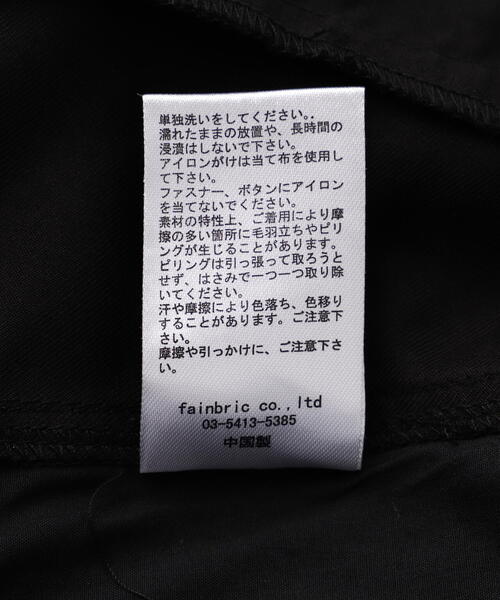 単独洗いをしてください。.
濡れたままの放置や、長時間の
浸漬はしないで下さい。
アイロンがけは当て布を使用し
て下さい。
ファスナー、ボタンにアイロン
を当てないでください。
素材の特性上、ご着用により摩
擦の多い箇所に毛羽立ちやピリ
ングが生じることがあります。
ピリングは引っ張って取ろうと
せず、はさみで一つ一つ取り除
いてください。
汗や摩擦により色落ち、色移り
することがあります。ご注意下
さい。
摩擦や引っかけに、ご注意下さ
い。
fainbric co.,ltd
03-5413-5385
中国製